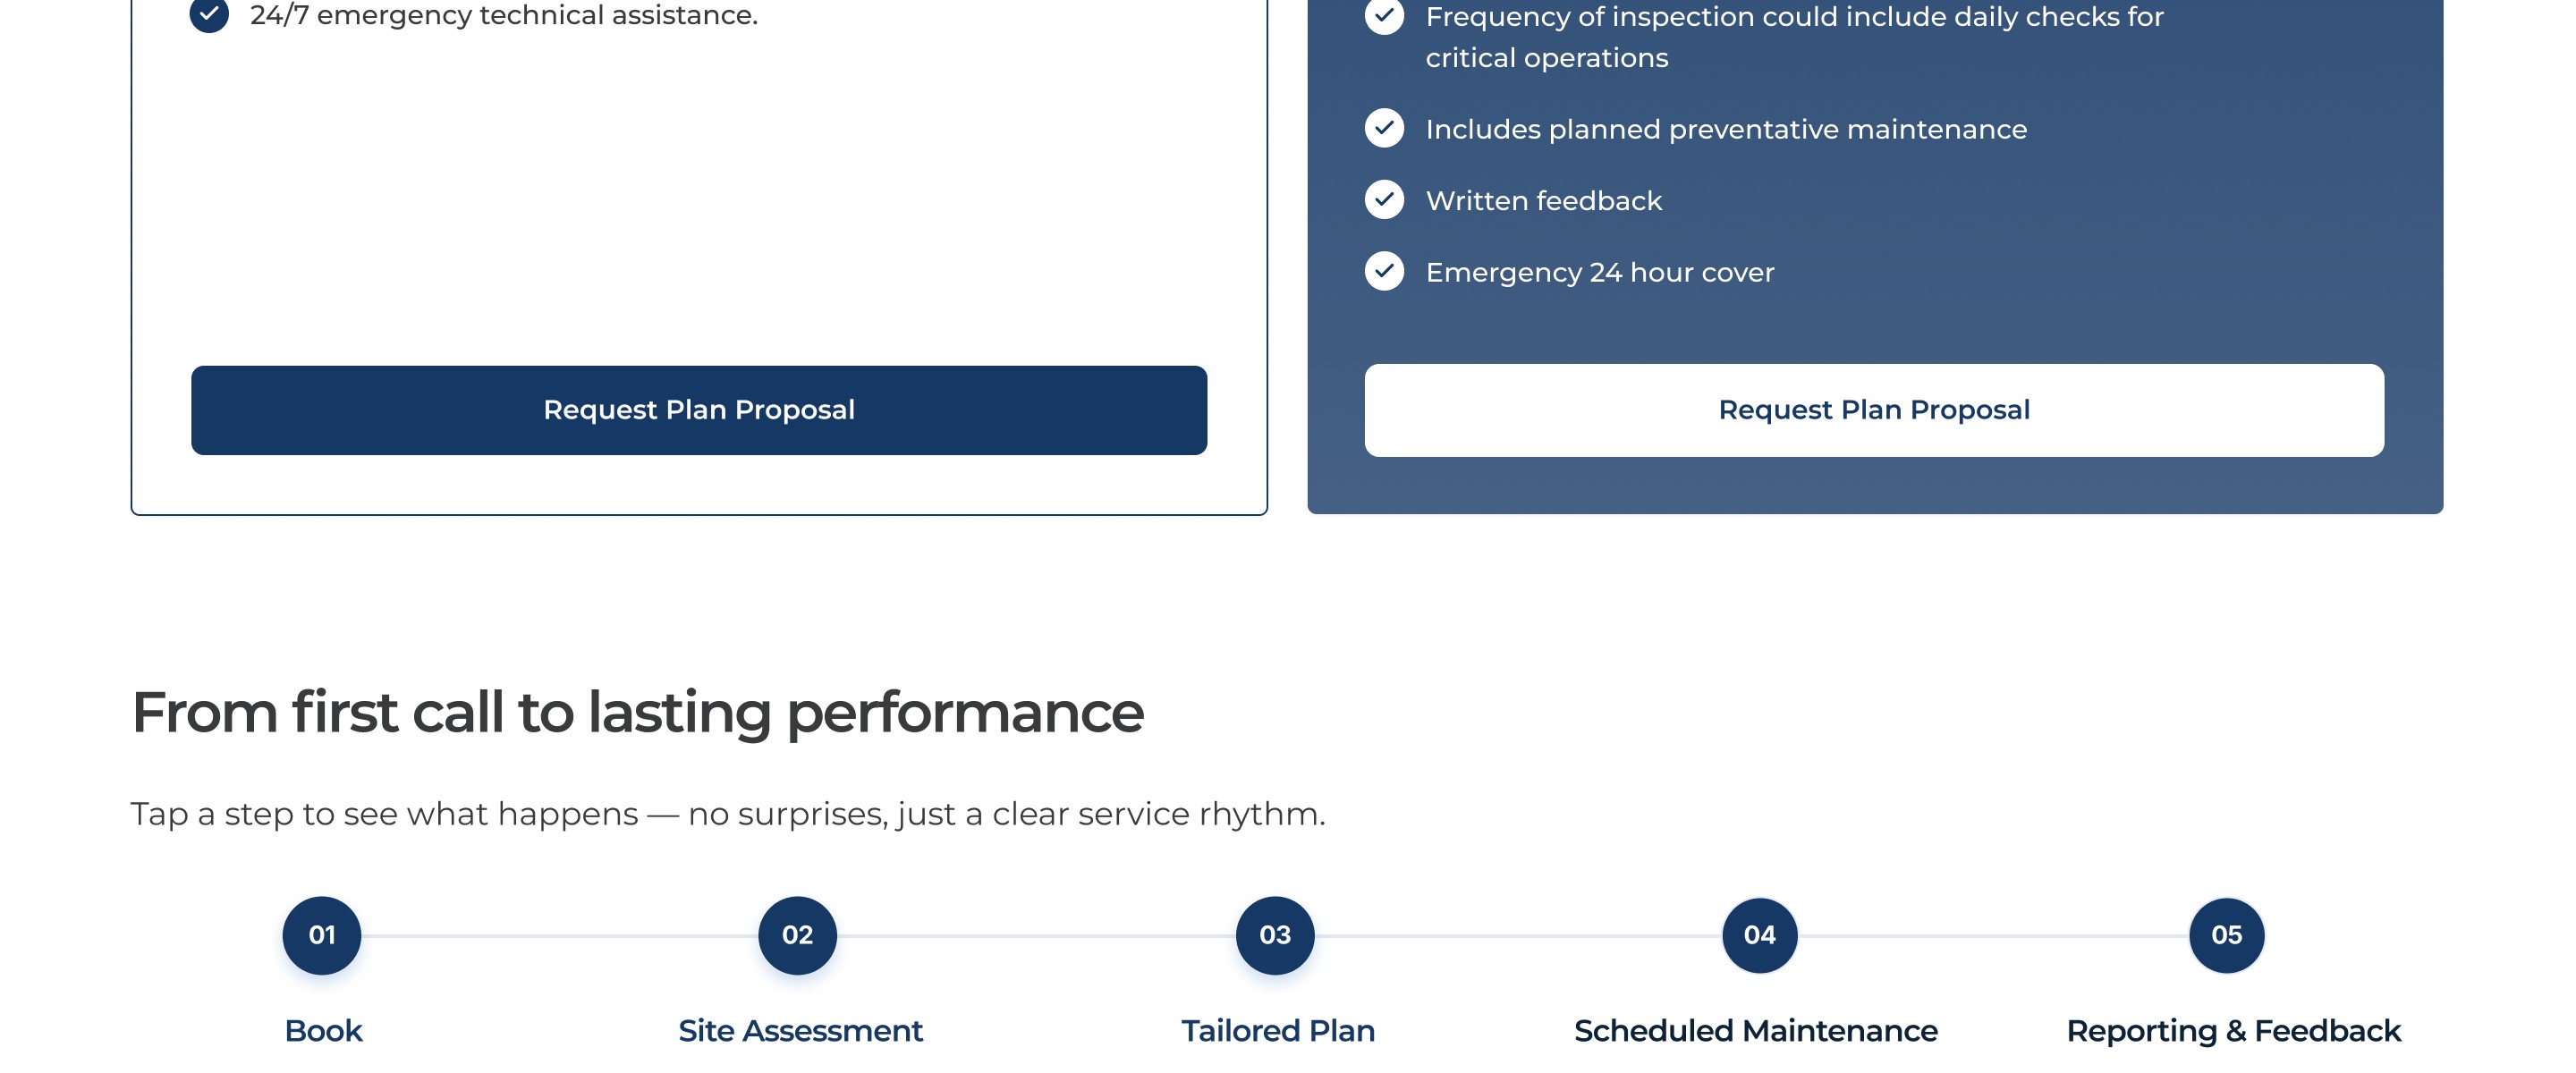 24/7 emergency technical assistance.
Request Plan Proposal
Frequency of inspection could include daily checks for
critical operations
Includes planned preventative maintenance
Written feedback
Emergency 24 hour cover
Request Plan Proposal
From first call to lasting performance
Tap a step to see what happens — no surprises, just a clear service rhythm.
01
02
03
04
05
Book
Site Assessment
Tailored Plan
Scheduled Maintenance
Reporting & Feedback